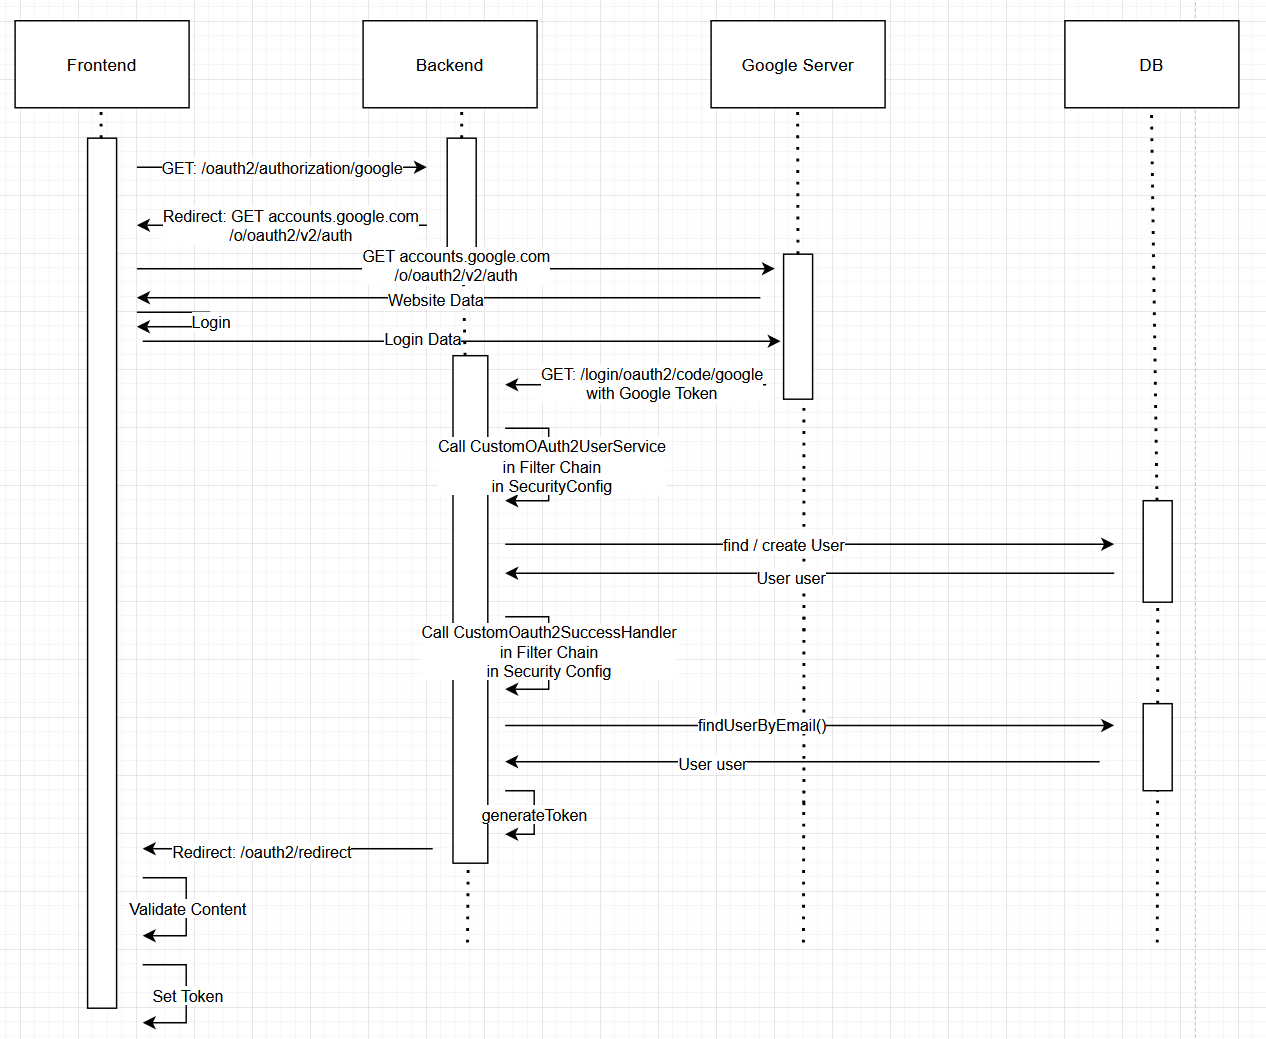 Frontend
Backend
Google Server
DB
GET: /oauth2/authorization/google
Redirect: GET accounts.google.com
/o/oauth2/v2/auth
GET accounts.google.com
/o/oauth2/v2/auth
Website Data
Login
Login Data
GET: /login/oauth2/code/google
with Google Token
Call CustomOAuth2UserService
in Filter Chain
in SecurityConfig
find / create User
User user
Call CustomOauth2SuccessHandler
in Filter Chain
in Security Config
findUserByEmail()
User user
generateToken
Redirect: /oauth2/redirect
Validate Content
Set Token